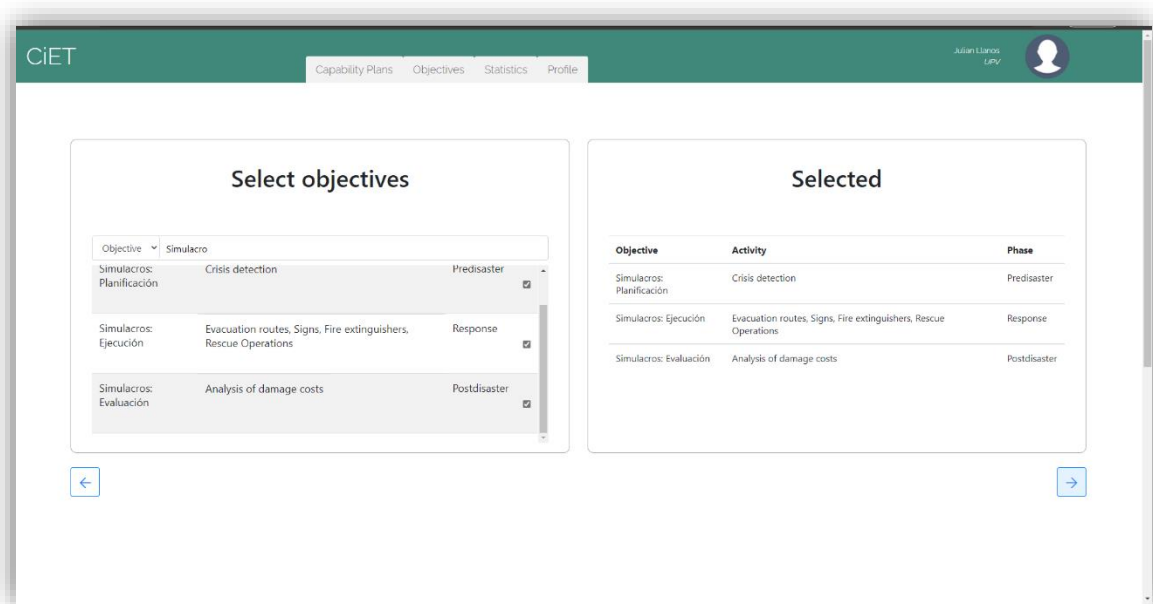 CiET
Capability Plans Objectives Statistics Profile
Julian Llanos
UPV
Select objectives
Objective Simulacro
Simulacros: Crisis detection Predisaster
Planificación
Simulacros: Evacuation routes, Signs, Fire extinguishers, Response
Ejecución Rescue Operations
Simulacros: Analysis of damage costs Postdisaster
Evaluación
Selected
Objective Activity Phase
Simulacros: Crisis detection Predisaster
Planificación
Simulacros: Ejecución Evacuation routes, Signs, Fire extinguishers, Rescue Response
Operations
Simulacros: Evaluación Analysis of damage costs Postdisaster